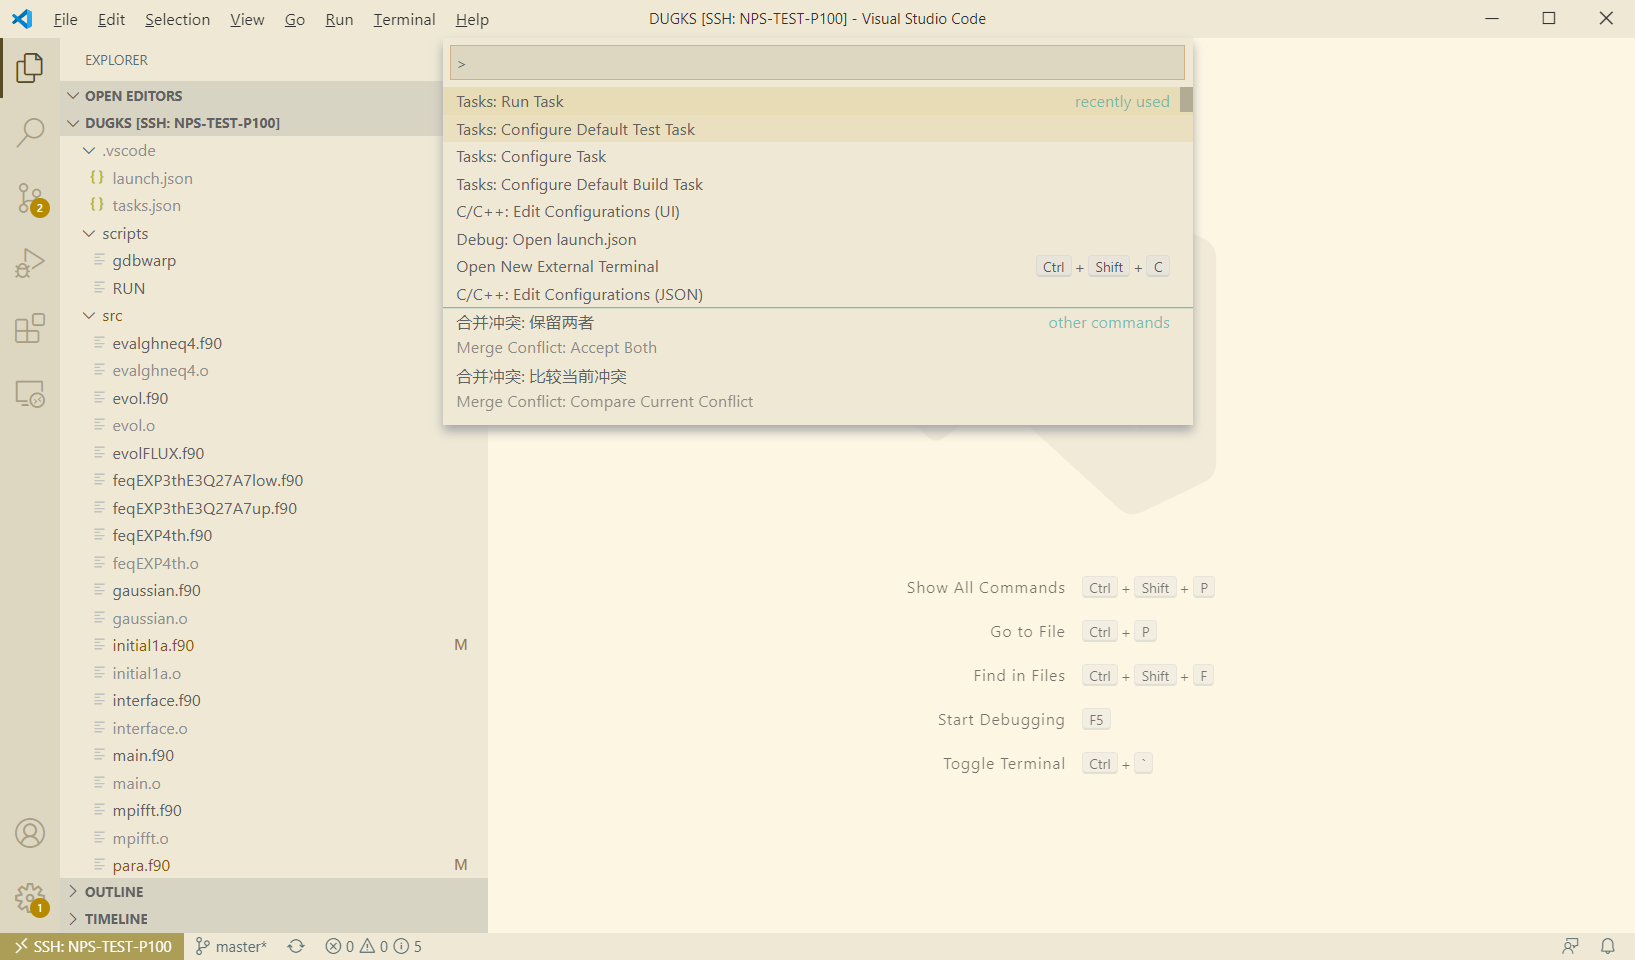 File Edit Selection View Go Run Terminal Help
DUGKS [SSH: NPS-TEST-P100] - Visual Studio Code
EXPLORER
OPEN EDITORS
DUGKS [SSH: NPS-TEST-P100]
.vscode
{} launch.json
{} tasks.json
scripts
gdbwarp
RUN
src
evalghneq4.f90
evalghneq4.o
evol.f90
evol.o
evolFLUX.f90
feqEXP3thE3Q27A7low.f90
feqEXP3thE3Q27A7up.f90
feqEXP4th.f90
feqEXP4th.o
gaussian.f90
gaussian.o
initial1a.f90 M
initial1a.o
interface.f90
interface.o
main.f90
main.o
mpifft.f90
mpifft.o
para.f90 M
OUTLINE
TIMELINE
2
1
>
Tasks: Run Task recently used
Tasks: Configure Default Test Task
Tasks: Configure Task
Tasks: Configure Default Build Task
C/C++: Edit Configurations (UI)
Debug: Open launch.json
Open New External Terminal Ctrl + Shift + C
C/C++: Edit Configurations (JSON)
合并冲突: 保留两者 other commands
Merge Conflict: Accept Both
合并冲突: 比较当前冲突
Merge Conflict: Compare Current Conflict
Show All Commands Ctrl + Shift + P
Go to File Ctrl + P
Find in Files Ctrl + Shift + F
Start Debugging F5
Toggle Terminal Ctrl + `
SSH: NPS-TEST-P100 master* 0 0 5